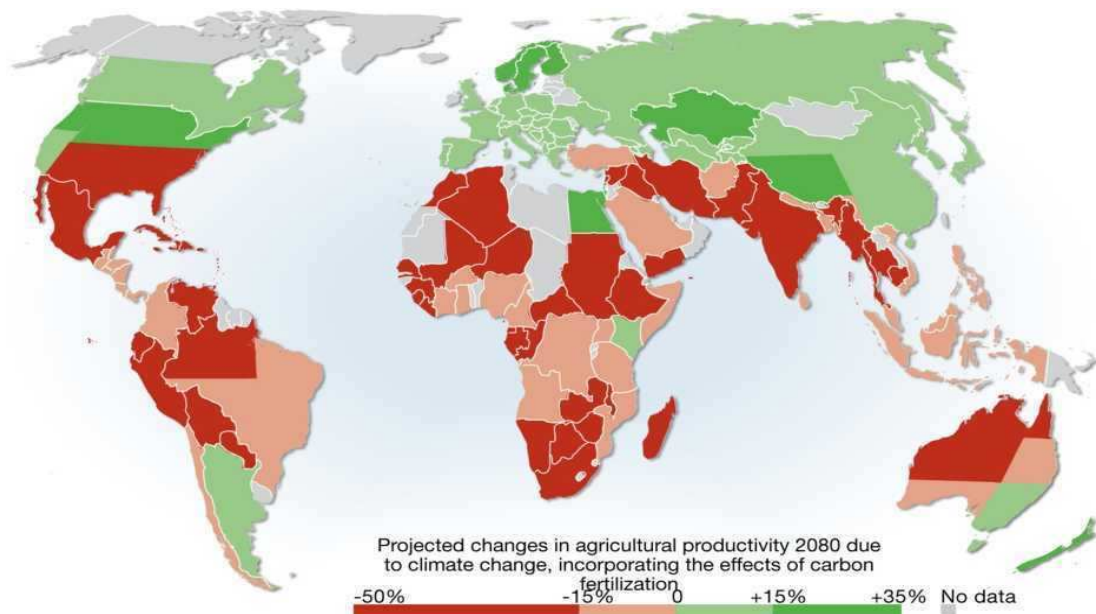 Projected changes in agricultural productivity 2080 due
to climate change, incorporating the effects of carbon
fertilization
-50% -15% 0 +15% +35% No data